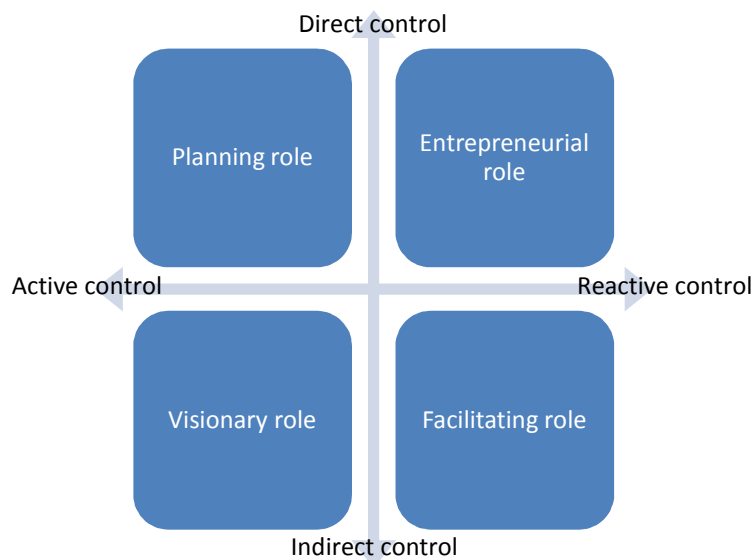 Direct control
Planning role
Entrepreneurial
role
Active control
Reactive control
Visionary role
Facilitating role
Indirect control